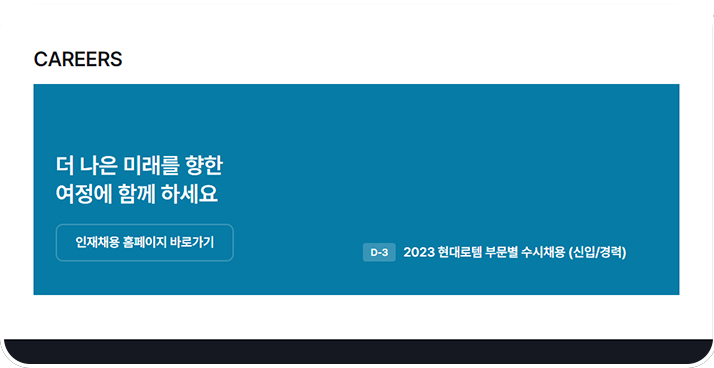 CAREERS
더 나은 미래를 향한
여정에 함께 하세요
인재채용 홈페이지 바로가기
D-3 2023 현대로템 부문별 수시채용 (신입/경력)